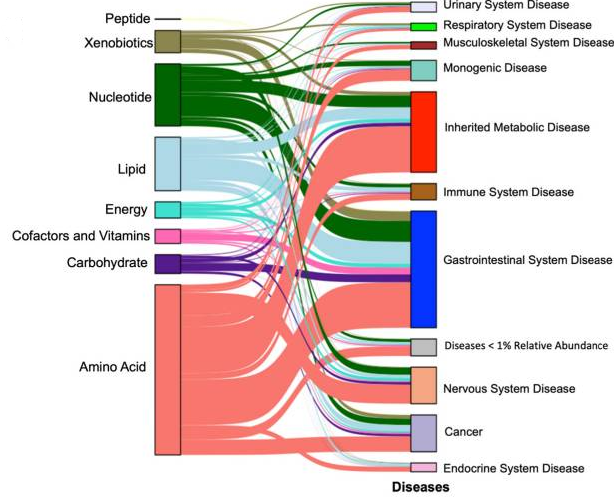 Peptide
Xenobiotics
Nucleotide
Lipid
Energy
Cofactors and Vitamins
Carbohydrate
Amino Acid
Urinary System Disease
Respiratory System Disease
Musculoskeletal System Disease
Monogenic Disease
Inherited Metabolic Disease
Immune System Disease
Gastrointestinal System Disease
Diseases < 1% Relative Abundance
Nervous System Disease
Cancer
Endocrine System Disease
Diseases